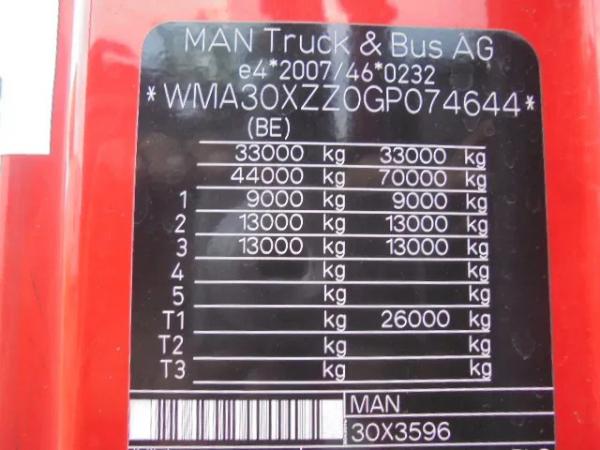 MAN Truck & Bus AG
e4*2007/46*0232
*WMA30XZZ0GP074644*
(BE)
33000 kg 33000 kg
44000 kg 70000 kg
1 9000 kg 9000 kg
2 13000 kg 13000 kg
3 13000 kg 13000 kg
4 kg kg
5 kg kg
T1 kg 26000 kg
T2 kg kg
T3 kg kg
MAN
30X3596